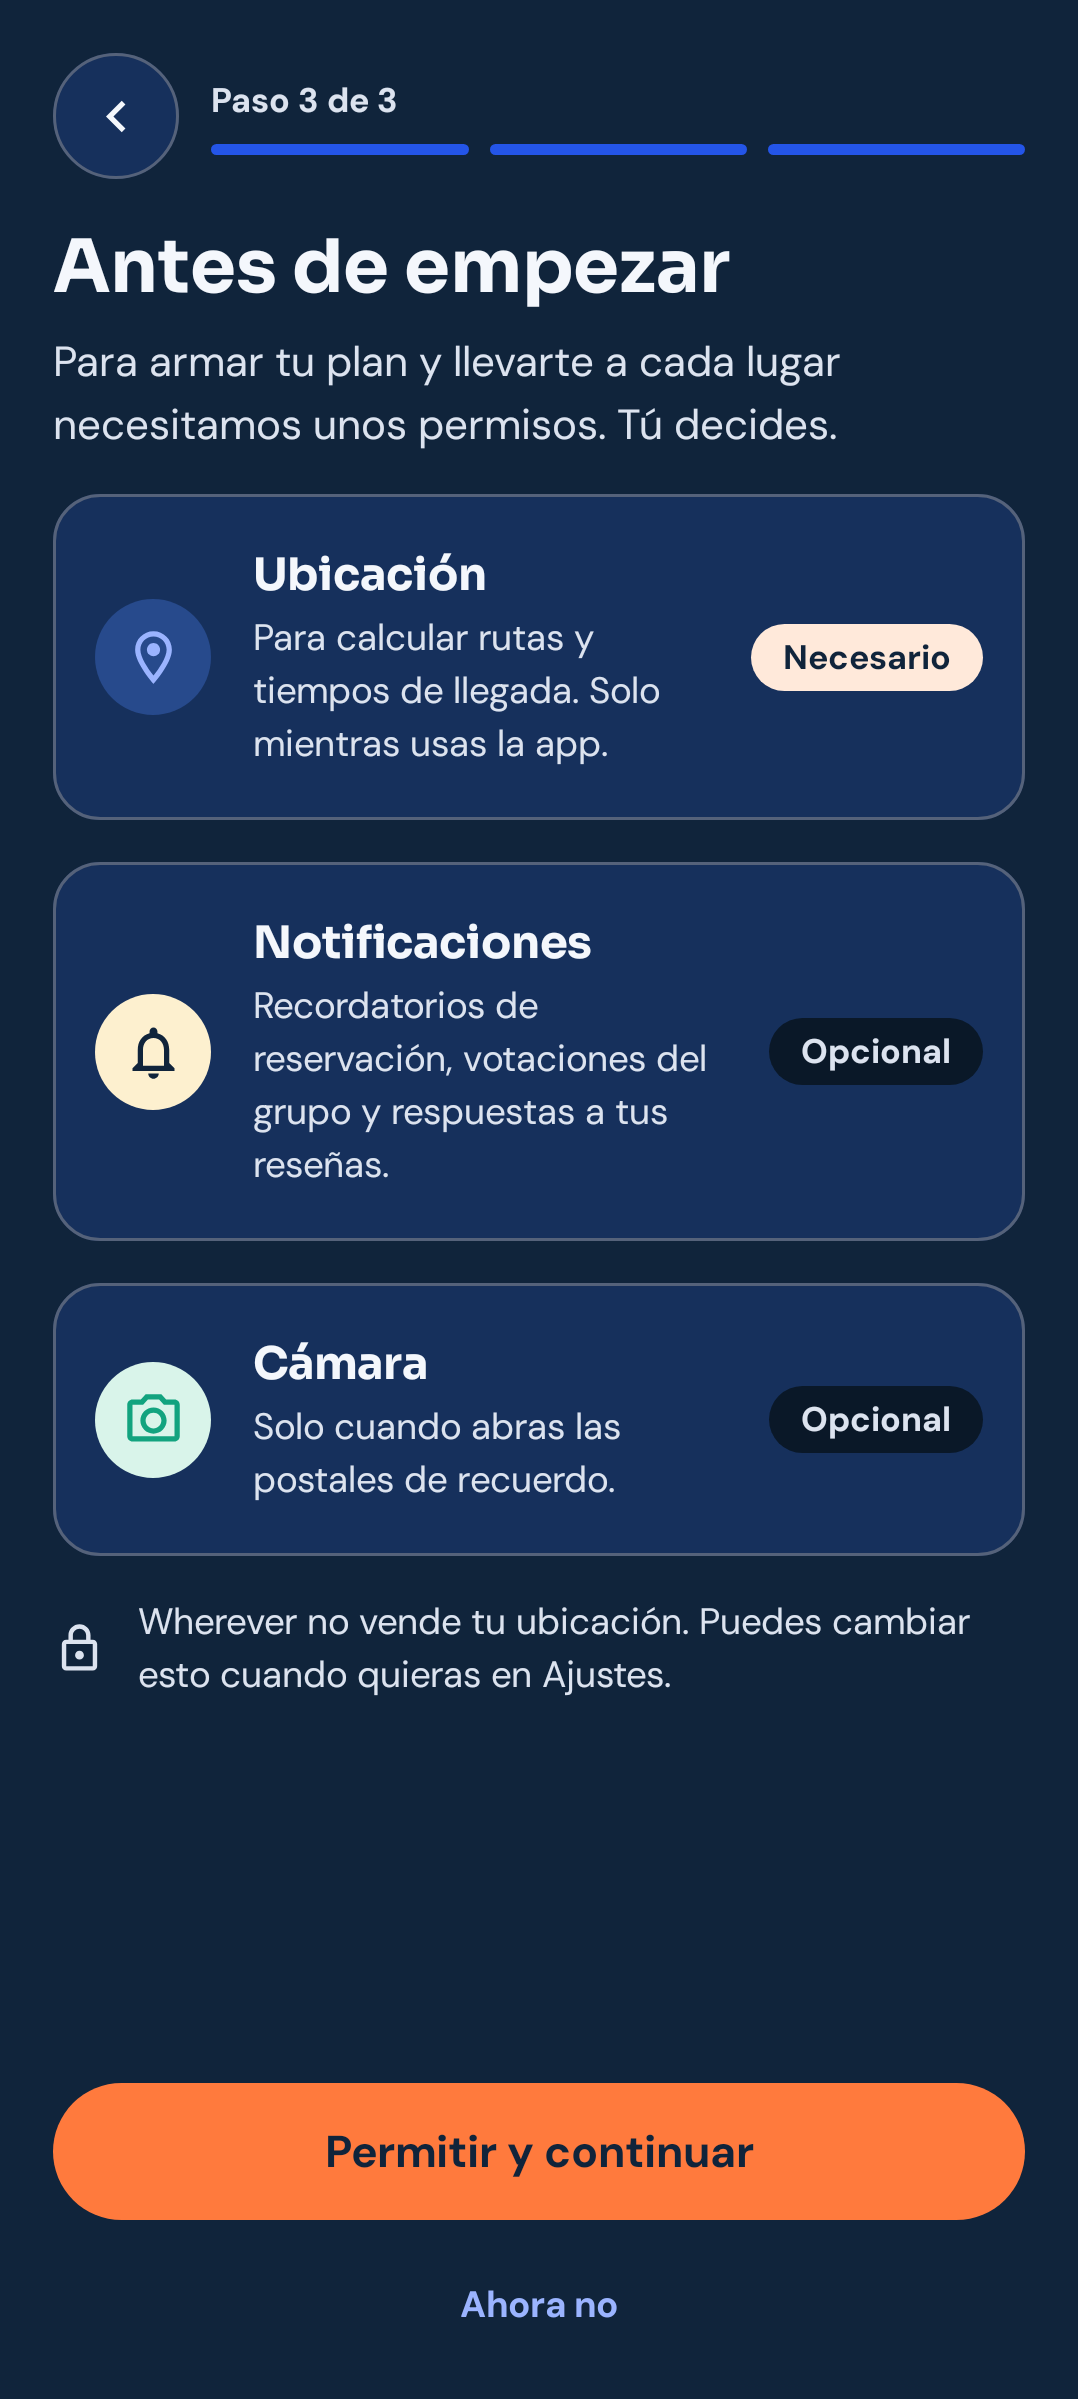 Paso 3 de 3
Antes de empezar
Para armar tu plan y llevarte a cada lugar
necesitamos unos permisos. Tú decides.
Ubicación
Para calcular rutas y
tiempos de llegada. Solo
mientras usas la app.
Necesario
Notificaciones
Recordatorios de
reservación, votaciones del
grupo y respuestas a tus
reseñas.
Opcional
Cámara
Solo cuando abras las
postales de recuerdo.
Opcional
Wherever no vende tu ubicación. Puedes cambiar
esto cuando quieras en Ajustes.
Permitir y continuar
Ahora no